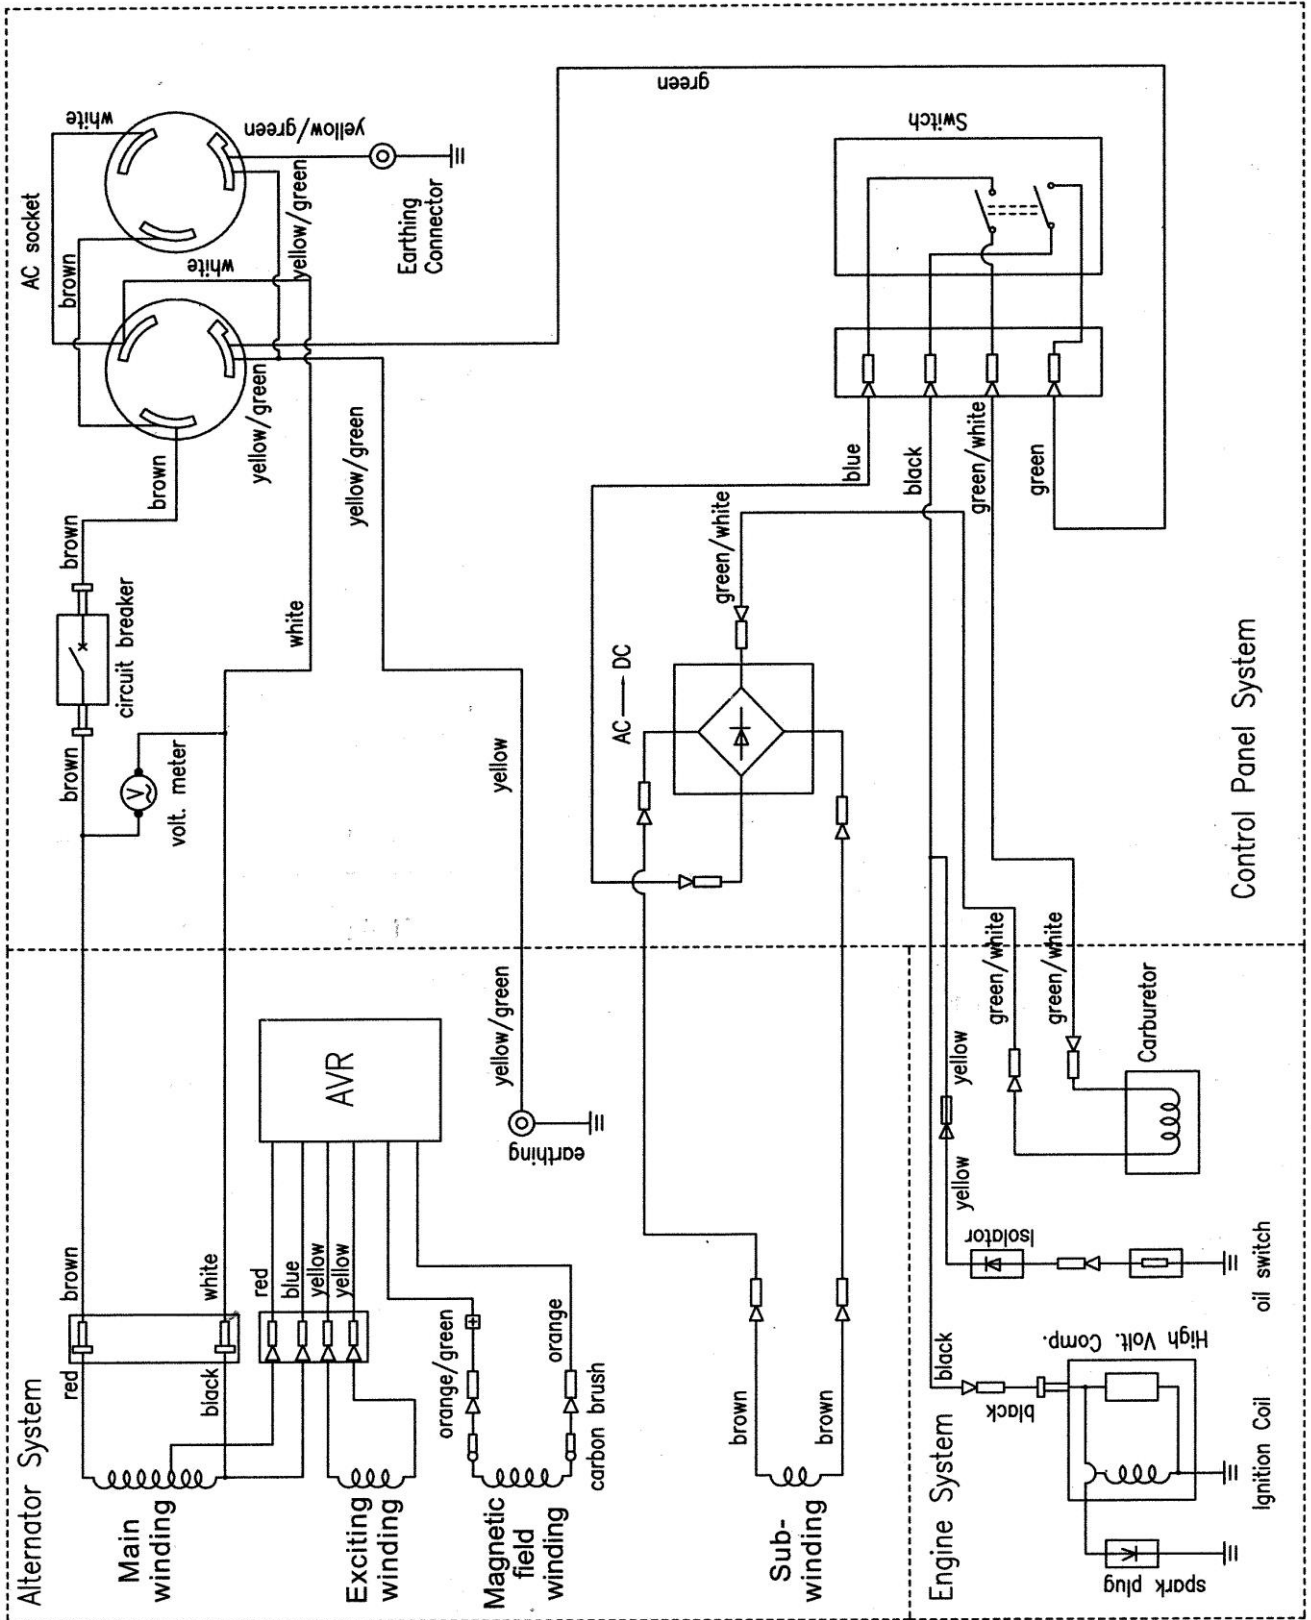 Alternator System
Main
winding
red
black
brown
white
Exciting
winding
red
blue
yellow
yellow
AVR
Magnetic
field
winding
orange/green
orange
carbon brush
earthing
yellow/green
Sub-
winding
brown
brown
brown
volt. meter
V
circuit breaker
brown
brown
AC socket
brown
white
white
yellow/green
yellow/green
yellow/green
Earthing
Connector
white
yellow/green
yellow
green
AC → DC
green/white
blue
black
green/white
green
Switch
Control Panel System
Engine System
spark plug
Ignition Coil
High Volt. Comp.
black
black
oil switch
Isolator
yellow
yellow
green/white
green/white
Carburetor